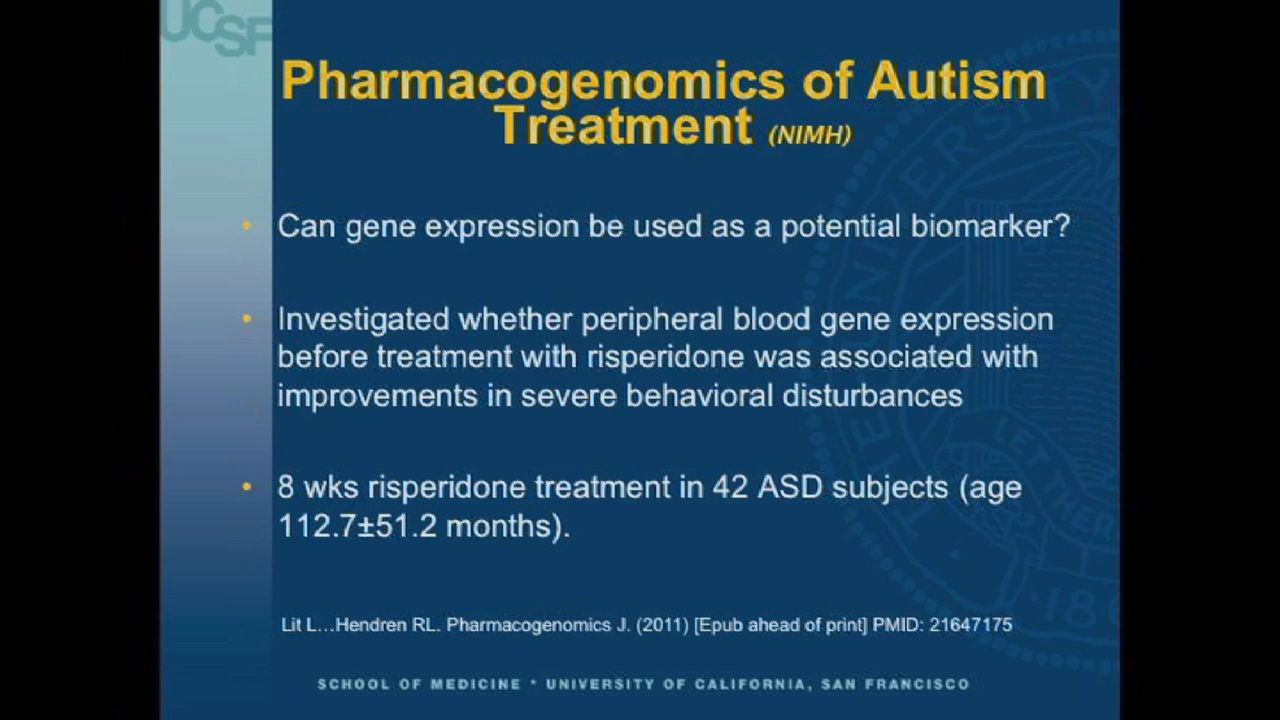 UCSF
Pharmacogenomics of Autism
Treatment (NIMH)
• Can gene expression be used as a potential biomarker?
• Investigated whether peripheral blood gene expression
before treatment with risperidone was associated with
improvements in severe behavioral disturbances
• 8 wks risperidone treatment in 42 ASD subjects (age
112.7±51.2 months).
Lit L…Hendren RL. Pharmacogenomics J. (2011) [Epub ahead of print] PMID: 21647175
SCHOOL OF MEDICINE * UNIVERSITY OF CALIFORNIA, SAN FRANCISCO